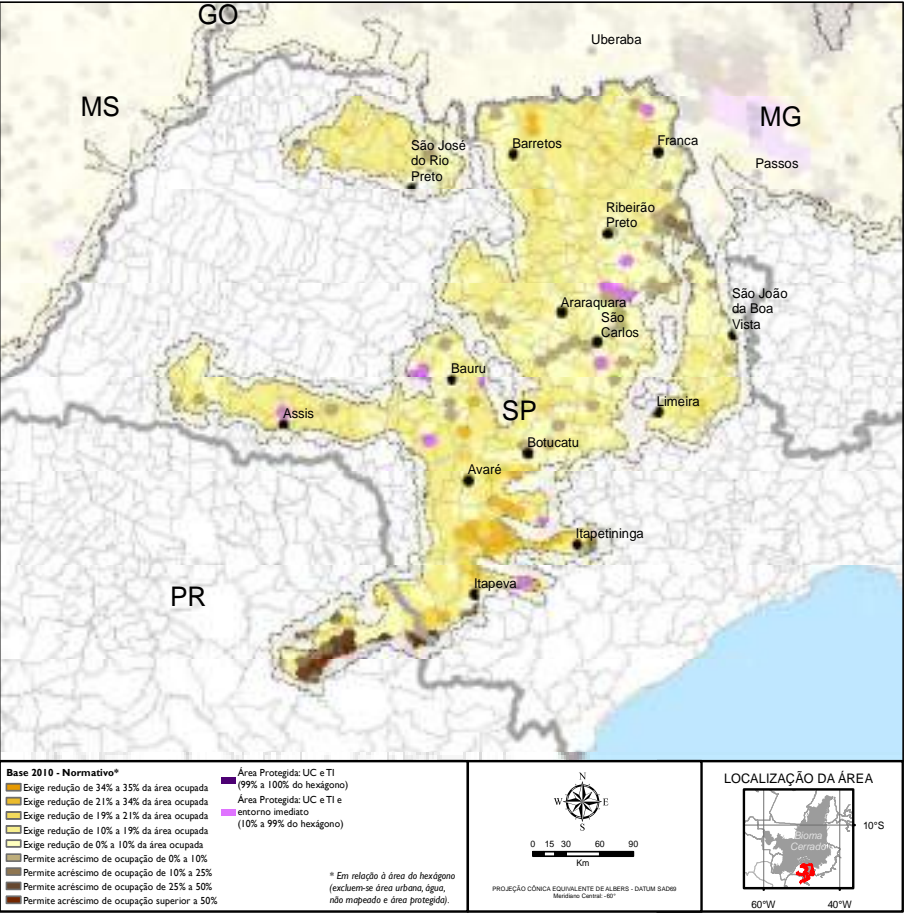 GO
Uberaba
MS
MG
São José
do Rio
Preto
Barretos
Franca
Passos
Ribeirão
Preto
Araraquara
São
Carlos
São João
da Boa
Vista
Bauru
SP
Assis
Limeira
Botucatu
Avaré
Itapetininga
PR
Itapeva
Base 2010 - Normativo*
Exige redução de 34% a 35% da área ocupada
Exige redução de 21% a 34% da área ocupada
Exige redução de 19% a 21% da área ocupada
Exige redução de 10% a 19% da área ocupada
Exige redução de 0% a 10% da área ocupada
Permite acréscimo de ocupação de 0% a 10%
Permite acréscimo de ocupação de 10% a 25%
Permite acréscimo de ocupação de 25% a 50%
Permite acréscimo de ocupação superior a 50%
Área Protegida: UC e TI
(99% a 100% do hexágono)
Área Protegida: UC e TI e
entorno imediato
(10% a 99% do hexágono)
* Em relação à área do hexágono
(excluem-se área urbana, água,
não mapeado e área protegida).
N
W E
S
0 15 30 60 90
Km
PROJEÇÃO CÔNICA EQUIVALENTE DE ALBERS - DATUM SAD69
Meridiano Central: -60°
LOCALIZAÇÃO DA ÁREA
Bioma
Cerrado
10°S
60°W 40°W